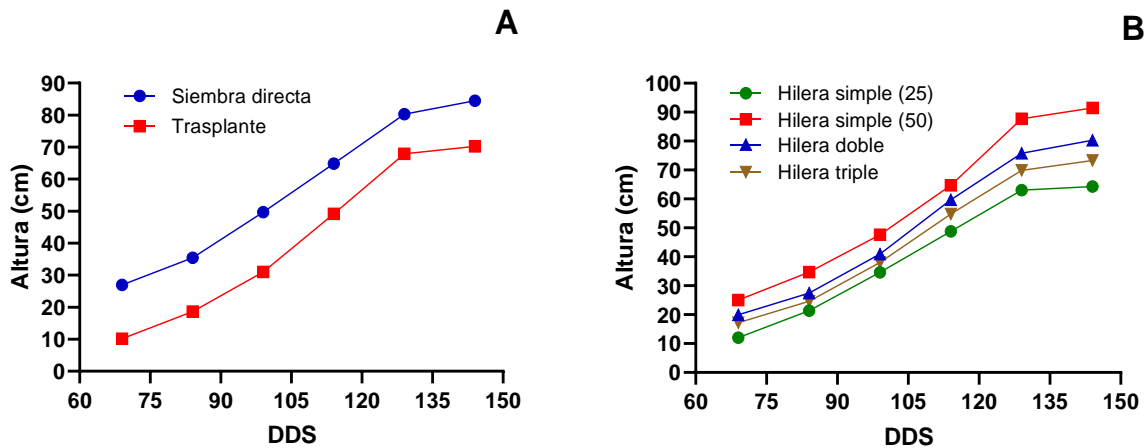 A
Altura (cm)
90
80
70
60
50
40
30
20
10
0
Siembra directa
Trasplante
60 75 90 105 120 135 150
DDS
B
Altura (cm)
100
90
80
70
60
50
40
30
20
10
0
Hilera simple (25)
Hilera simple (50)
Hilera doble
Hilera triple
60 75 90 105 120 135 150
DDS